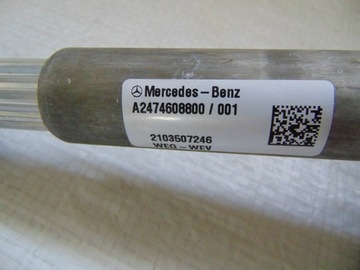 Mercedes-Benz
A2474608800 / 001
2103507246
WEG - WEV